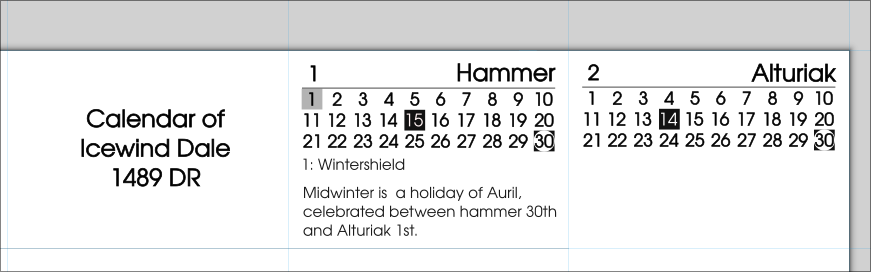 Calendar of
Icewind Dale
1489 DR
1 Hammer
1 2 3 4 5 6 7 8 9 10
11 12 13 14 15 16 17 18 19 20
21 22 23 24 25 26 27 28 29 30
1: Wintershield
Midwinter is  a holiday of Auril,
celebrated between hammer 30th
and Alturiak 1st.
2 Alturiak
1 2 3 4 5 6 7 8 9 10
11 12 13 14 15 16 17 18 19 20
21 22 23 24 25 26 27 28 29 30